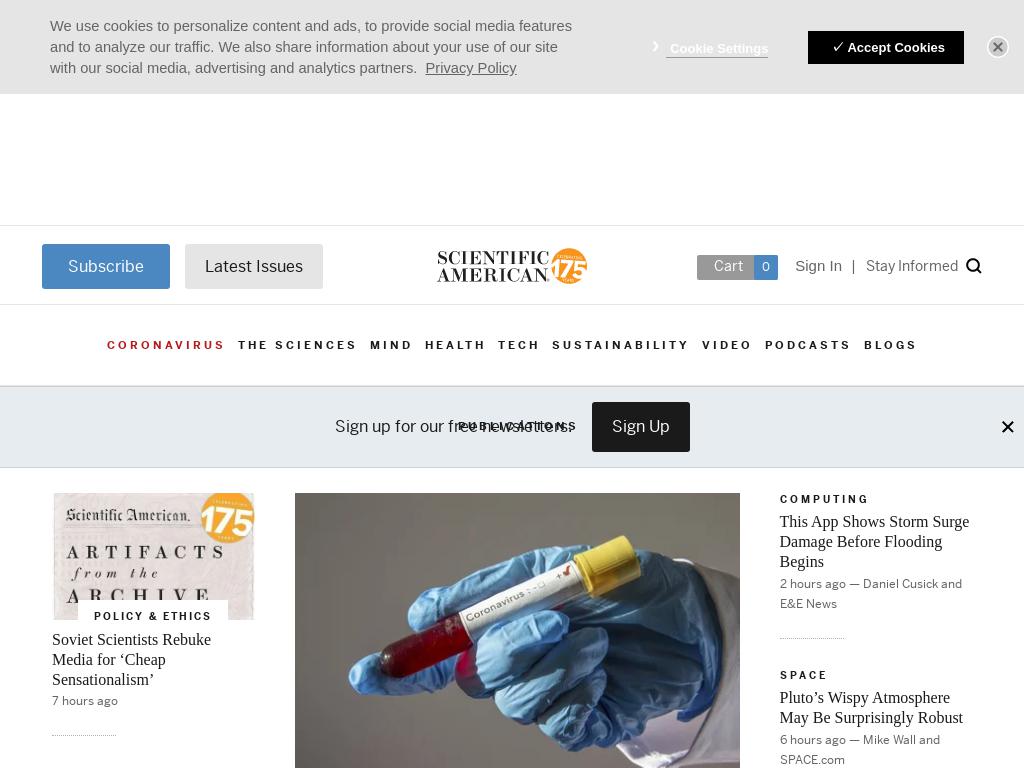 We use cookies to personalize content and ads, to provide social media features
and to analyze our traffic. We also share information about your use of our site
with our social media, advertising and analytics partners. Privacy Policy
❯ Cookie Settings
✓ Accept Cookies
Subscribe
Latest Issues
SCIENTIFIC
AMERICAN
175
Cart 0
Sign In | Stay Informed
CORONAVIRUS THE SCIENCES MIND HEALTH TECH SUSTAINABILITY VIDEO PODCASTS BLOGS
PUBLICATIONS
Sign up for our free newsletters.
Sign Up
Scientific American.
175
ARTIFACTS
from the
ARCHIVE
POLICY & ETHICS
Soviet Scientists Rebuke
Media for ‘Cheap
Sensationalism’
7 hours ago
Coronavirus
COMPUTING
This App Shows Storm Surge
Damage Before Flooding
Begins
2 hours ago — Daniel Cusick and
E&E News
SPACE
Pluto’s Wispy Atmosphere
May Be Surprisingly Robust
6 hours ago — Mike Wall and
SPACE.com